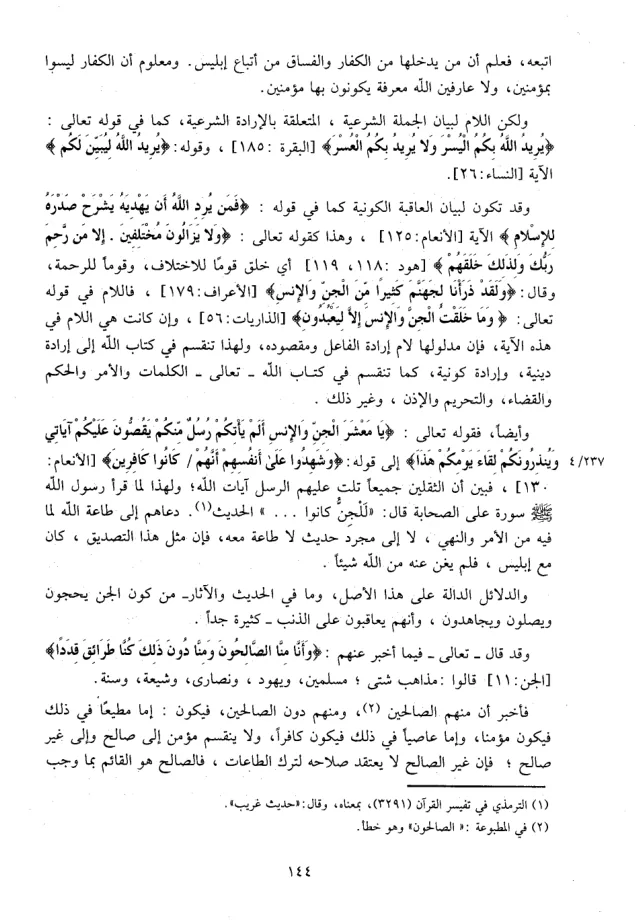 اتبعه، فعلم أن من يدخلها من الكفار والفساق من أتباع إبليس. ومعلوم أن الكفار ليسوا
بمؤمنين، ولا عارفين الله معرفة يكونون بها مؤمنين.
ولكن اللام لبيان الجملة الشرعية ، المتعلقة بالإرادة الشرعية، كما في قوله تعالى :
﴿يُرِيدُ اللَّهُ بِكُمُ الْيُسْرَ وَلا يُرِيدُ بِكُمُ الْعُسْرَ﴾ [البقرة : ١٨٥] ، وقوله: ﴿يُرِيدُ اللَّهُ لِيُبَيِّنَ لَكُمْ ﴾
الآية [النساء: ٢٦].
وقد تكون لبيان العاقبة الكونية كما في قوله : ﴿فَمَن يُرِدِ اللَّهُ أَن يَهْدِيَهُ يَشْرَحْ صَدْرَهُ
لِلإِسْلامِ ﴾ الآية [الأنعام: ١٢٥] ، وهذا كقوله تعالى : ﴿وَلا يَزَالُونَ مُخْتَلِفِينَ . إِلا مَن رَّحِمَ
رَبُّكَ وَلِذَلِكَ خَلَقَهُمْ ﴾ [هود : ١١٨، ١١٩] أي خلق قومًا للاختلاف، وقوماً للرحمة،
وقال: ﴿وَلَقَدْ ذَرَأْنَا لِجَهَنَّمَ كَثِيرًا مِّنَ الْجِنِّ وَالإِنسِ﴾ [الأعراف: ١٧٩] ، فاللام في قوله
تعالى: ﴿ وَمَا خَلَقْتُ الْجِنَّ وَالإِنسَ إِلاَّ لِيَعْبُدُونِ﴾ [الذاريات: ٥٦] ، وإن كانت هي اللام في
هذه الآية، فإن مدلولها لام إرادة الفاعل ومقصوده، ولهذا تنقسم في كتاب الله إلى إرادة
دينية، وإرادة كونية، كما تنقسم في كتاب الله ـ تعالى ـ الكلمات والأمر والحكم
والقضاء، والتحريم والإذن ، وغير ذلك .
وأيضاً، فقوله تعالى : ﴿يَا مَعْشَرَ الْجِنِّ وَالإِنسِ أَلَمْ يَأْتِكُمْ رُسُلٌ مِّنكُمْ يَقُصُّونَ عَلَيْكُمْ آيَاتِي
٤/٢٣٧ وَيُنذِرُونَكُمْ لِقَاءَ يَوْمِكُمْ هَذَا﴾ إلى قوله: ﴿وَشَهِدُوا عَلَىٰ أَنفُسِهِمْ أَنَّهُمْ / كَانُوا كَافِرِينَ﴾ [الأنعام:
١٣٠] ، فبين أن الثقلين جميعاً تلت عليهم الرسل آيات الله؛ ولهذا لما قرأ رسول الله
ﷺ سورة على الصحابة قال: «لَلْجِنُّ كانوا ... » الحديث(١). دعاهم إلى طاعة الله لما
فيه من الأمر والنهي ، لا إلى مجرد حديث لا طاعة معه، فإن مثل هذا التصديق ، كان
مع إبليس ، فلم يغن عنه من الله شيئاً .
والدلائل الدالة على هذا الأصل، وما في الحديث والآثارـ من كون الجن يحجون
ويصلون ويجاهدون ، وأنهم يعاقبون على الذنب ـ كثيرة جداً .
وقد قال ـ تعالى ـ فيما أخبر عنهم : ﴿وَأَنَّا مِنَّا الصَّالِحُونَ وَمِنَّا دُونَ ذَلِكَ كُنَّا طَرَائِقَ قِدَدًا﴾
[الجن: ١١] قالوا : مذاهب شتى ؛ مسلمين، ويهود ، ونصارى، وشيعة، وسنة.
فأخبر أن منهم الصالحين (٢)، ومنهم دون الصالحين، فيكون : إما مطيعًا في ذلك
فيكون مؤمنا، وإما عاصياً في ذلك فيكون كافراً، ولا ينقسم مؤمن إلى صالح وإلى غير
صالح ؛ فإن غير الصالح لا يعتقد صلاحه لترك الطاعات ، فالصالح هو القائم بما وجب
(١) الترمذي في تفيسر القرآن (٣٢٩١)، بمعناه، وقال: «حديث غريب».
(٢) في المطبوعة : « الصالحون» وهو خطأ.
١٤٤